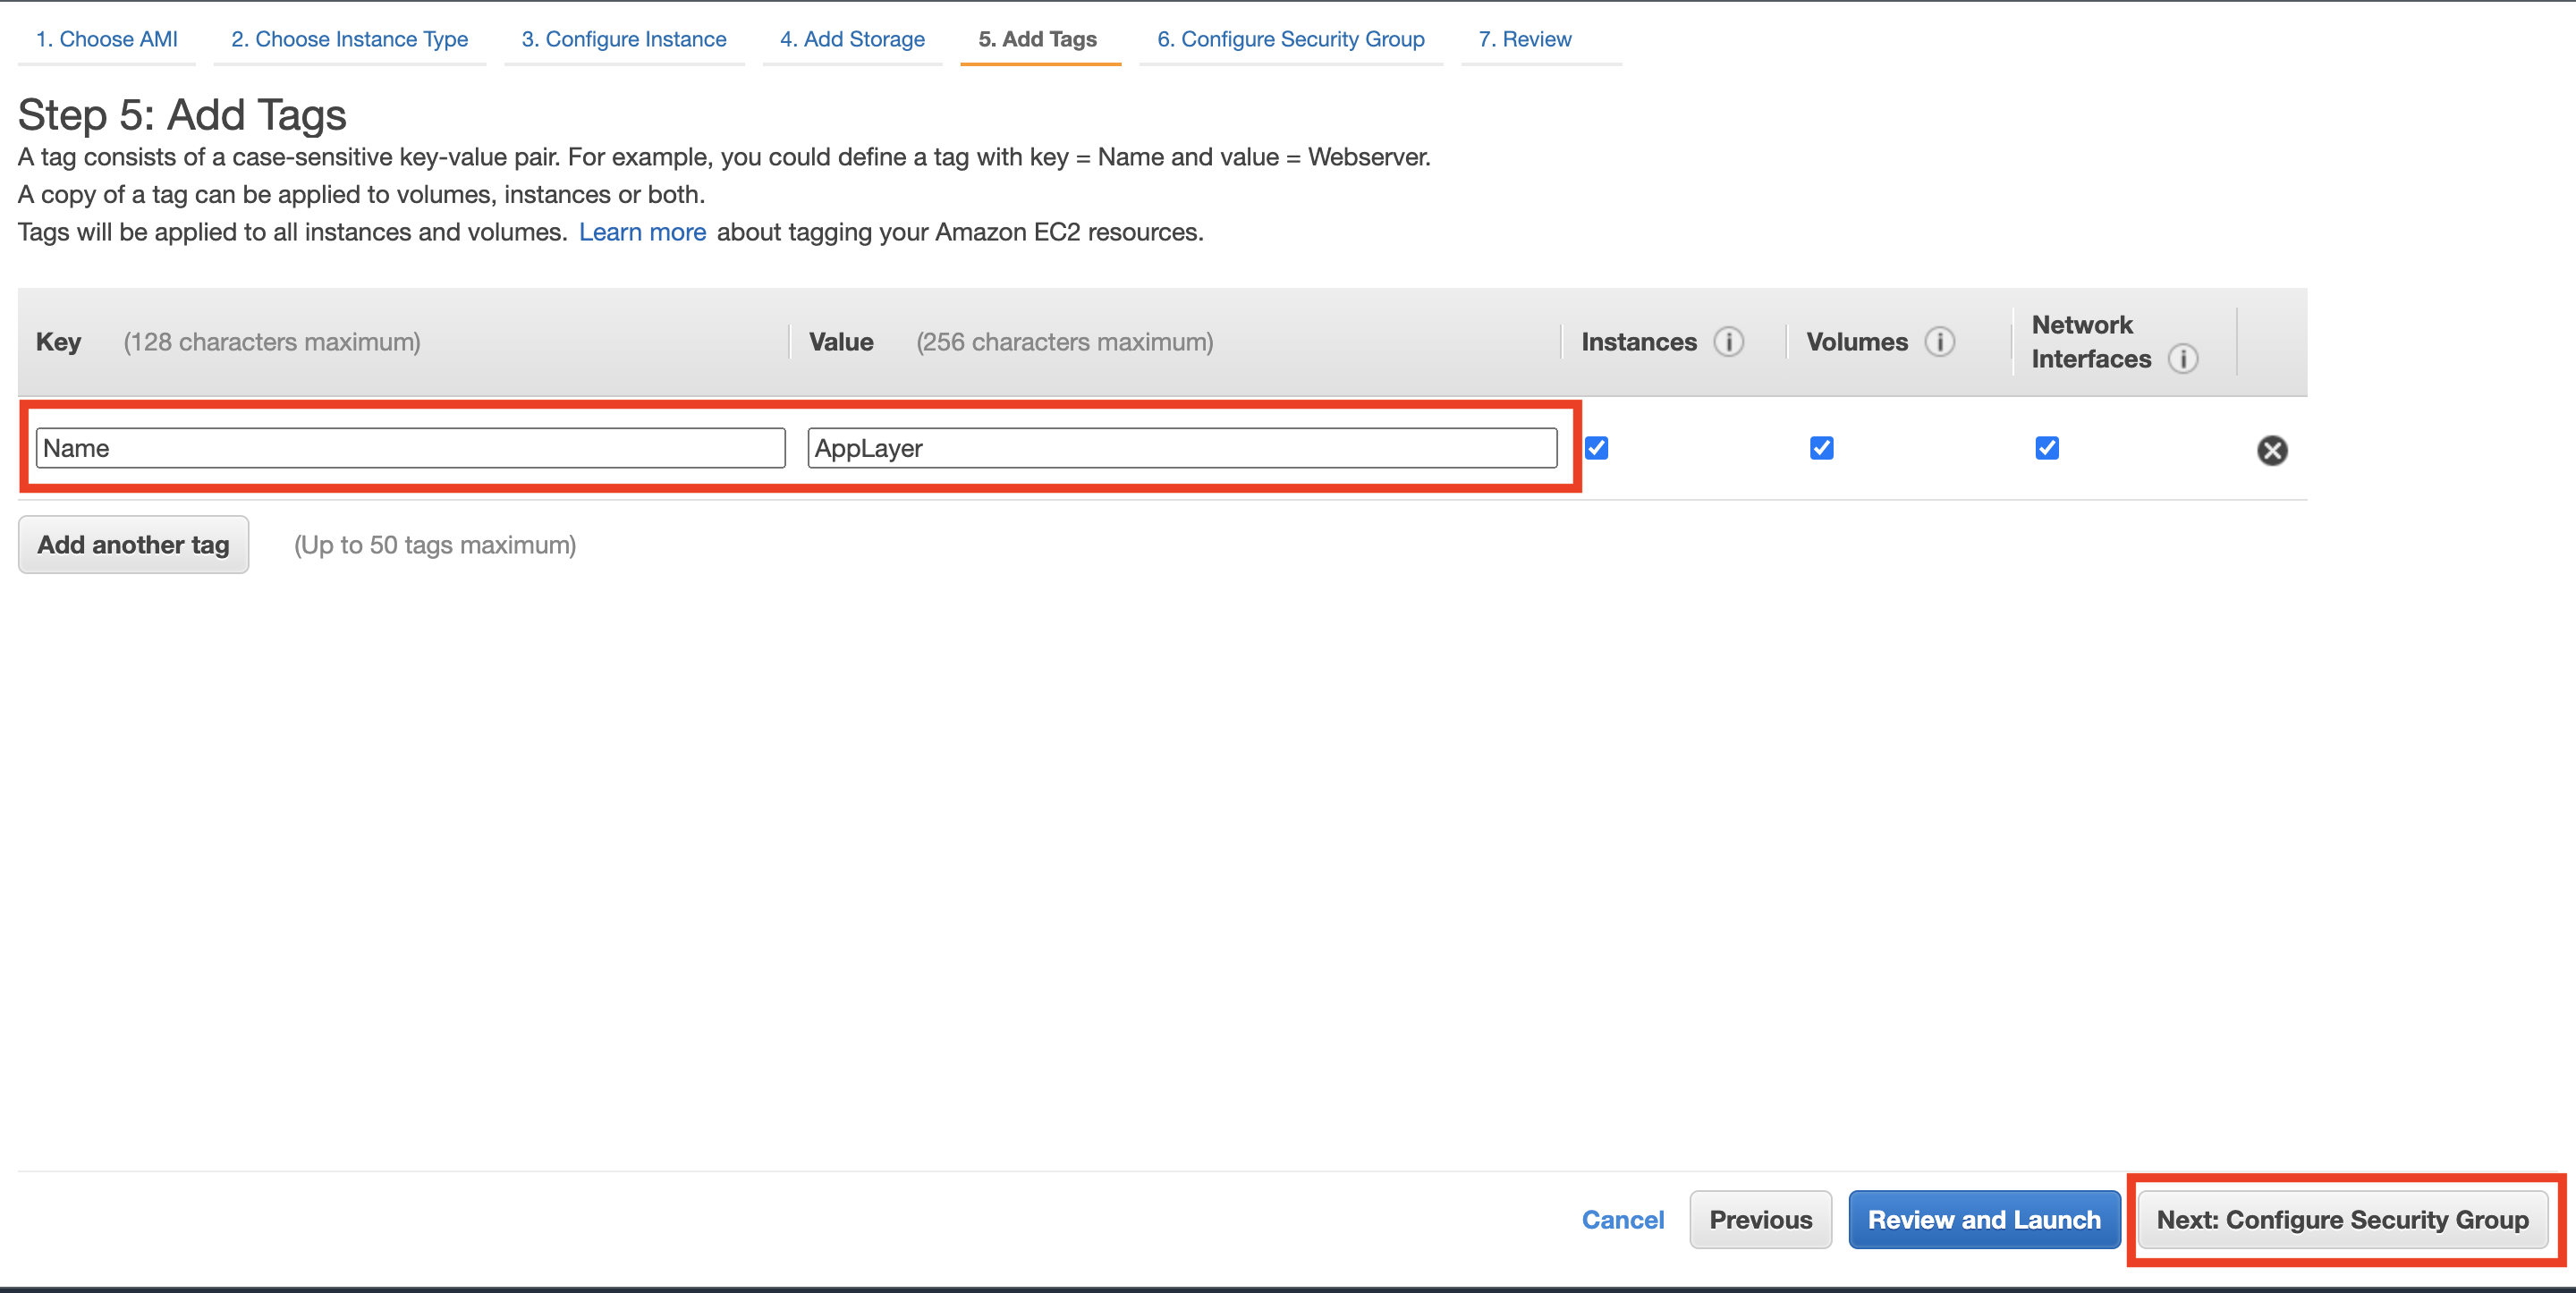 1. Choose AMI 2. Choose Instance Type 3. Configure Instance 4. Add Storage 5. Add Tags 6. Configure Security Group 7. Review
Step 5: Add Tags
A tag consists of a case-sensitive key-value pair. For example, you could define a tag with key = Name and value = Webserver.
A copy of a tag can be applied to volumes, instances or both.
Tags will be applied to all instances and volumes. Learn more about tagging your Amazon EC2 resources.
Key (128 characters maximum) Value (256 characters maximum) Instances i Volumes i Network
Interfaces i
Name AppLayer
Add another tag (Up to 50 tags maximum)
Cancel Previous Review and Launch Next: Configure Security Group